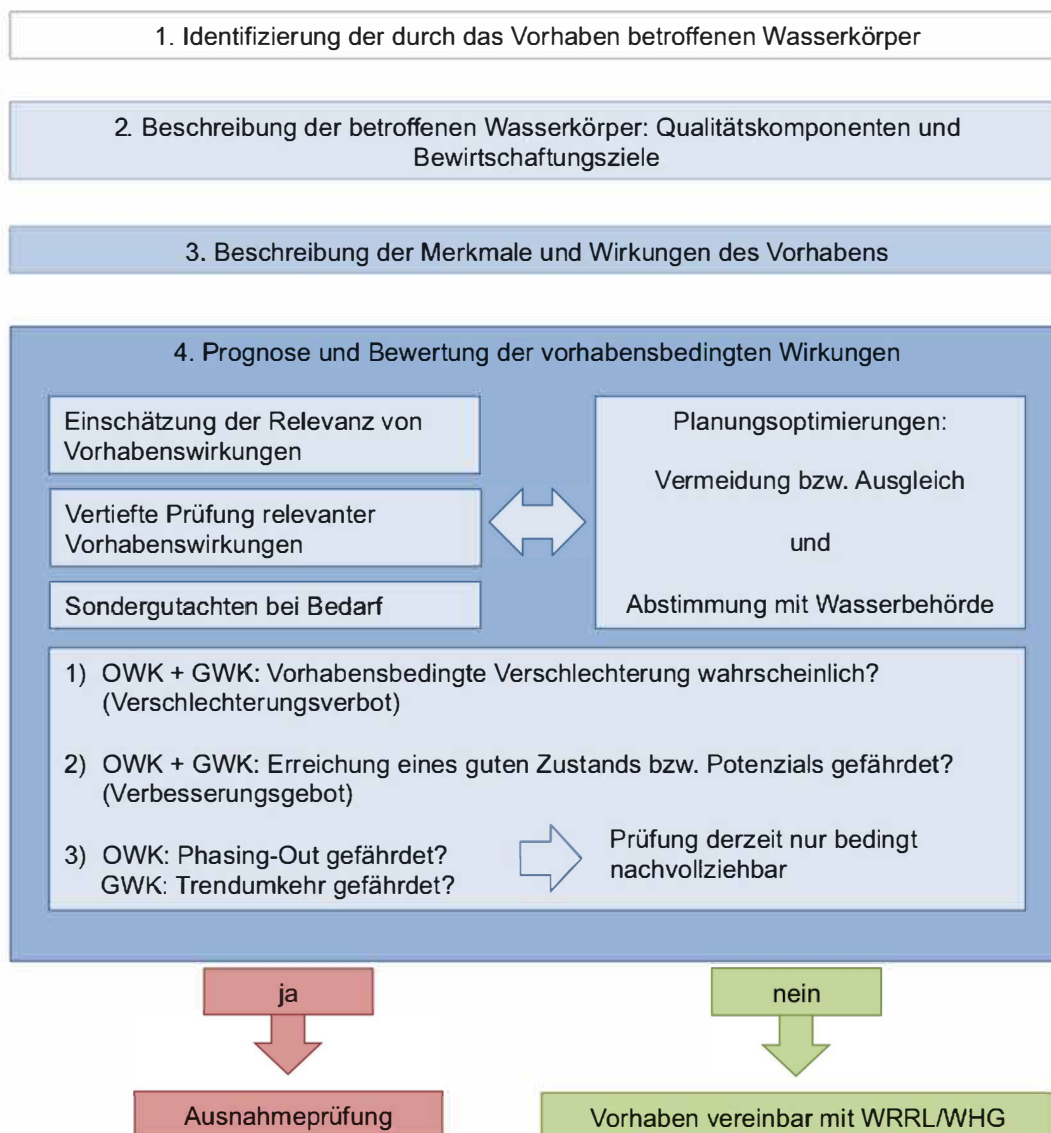 1. Identifizierung der durch das Vorhaben betroffenen Wasserkörper
2. Beschreibung der betroffenen Wasserkörper: Qualitätskomponenten und
Bewirtschaftungsziele
3. Beschreibung der Merkmale und Wirkungen des Vorhabens
4. Prognose und Bewertung der vorhabensbedingten Wirkungen
Einschätzung der Relevanz von
Vorhabenswirkungen
Vertiefte Prüfung relevanter
Vorhabenswirkungen
Sondergutachten bei Bedarf
Planungsoptimierungen:
Vermeidung bzw. Ausgleich
und
Abstimmung mit Wasserbehörde
1) OWK + GWK: Vorhabensbedingte Verschlechterung wahrscheinlich?
(Verschlechterungsverbot)
2) OWK + GWK: Erreichung eines guten Zustands bzw. Potenzials gefährdet?
(Verbesserungsgebot)
3) OWK: Phasing-Out gefährdet?
GWK: Trendumkehr gefährdet?
Prüfung derzeit nur bedingt
nachvollziehbar
ja
nein
Ausnahmeprüfung
Vorhaben vereinbar mit WRRL/WHG